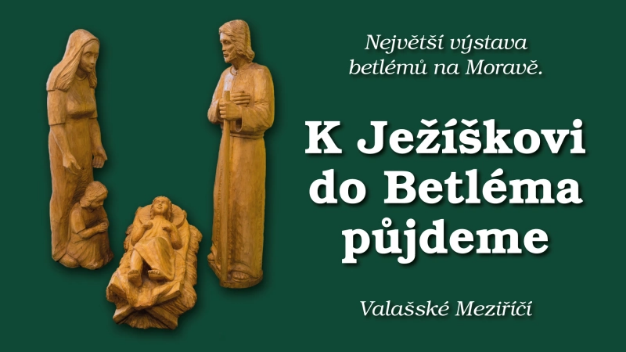 Největší výstava
betlémů na Moravě.
K Ježíškovi
do Betléma
půjdeme
Valašské Meziříčí